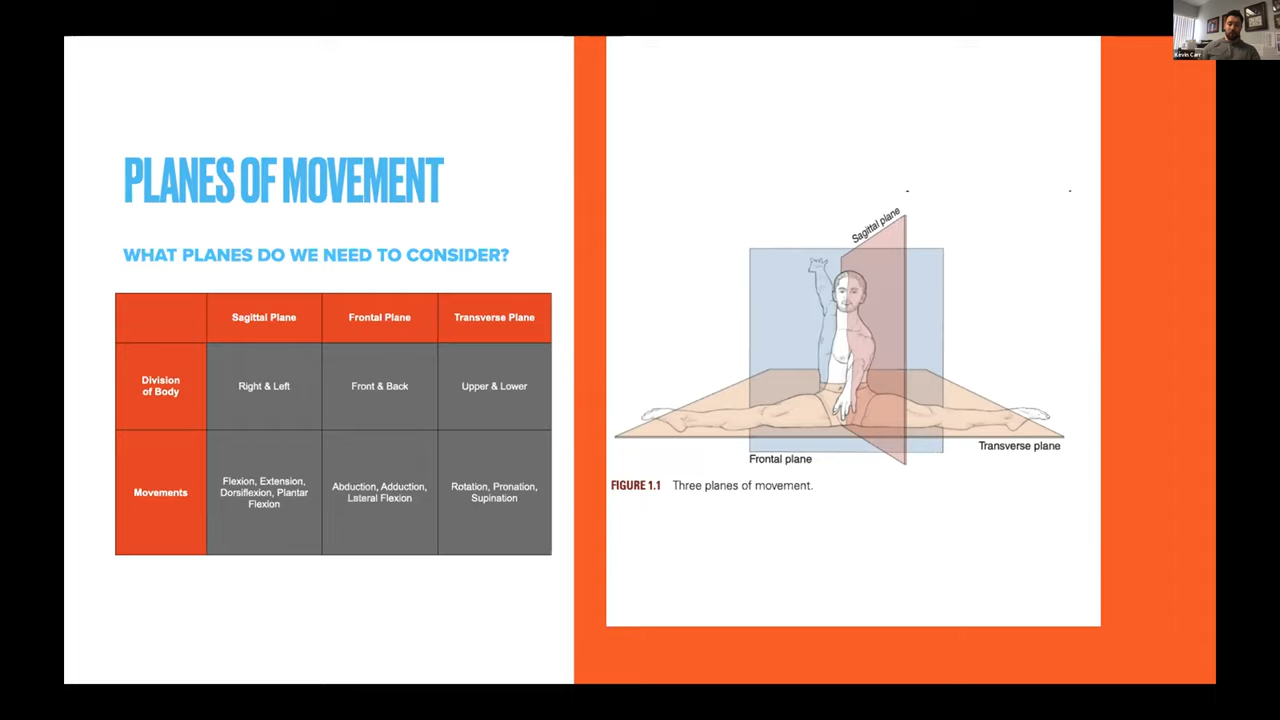 PLANES OF MOVEMENT
WHAT PLANES DO WE NEED TO CONSIDER?
Sagittal Plane
Frontal Plane
Transverse Plane
Division
of Body
Right & Left
Front & Back
Upper & Lower
Movements
Flexion, Extension,
Dorsiflexion, Plantar
Flexion
Abduction, Adduction,
Lateral Flexion
Rotation, Pronation,
Supination
Sagittal plane
Transverse plane
Frontal plane
FIGURE 1.1 Three planes of movement.
Kevin Carr